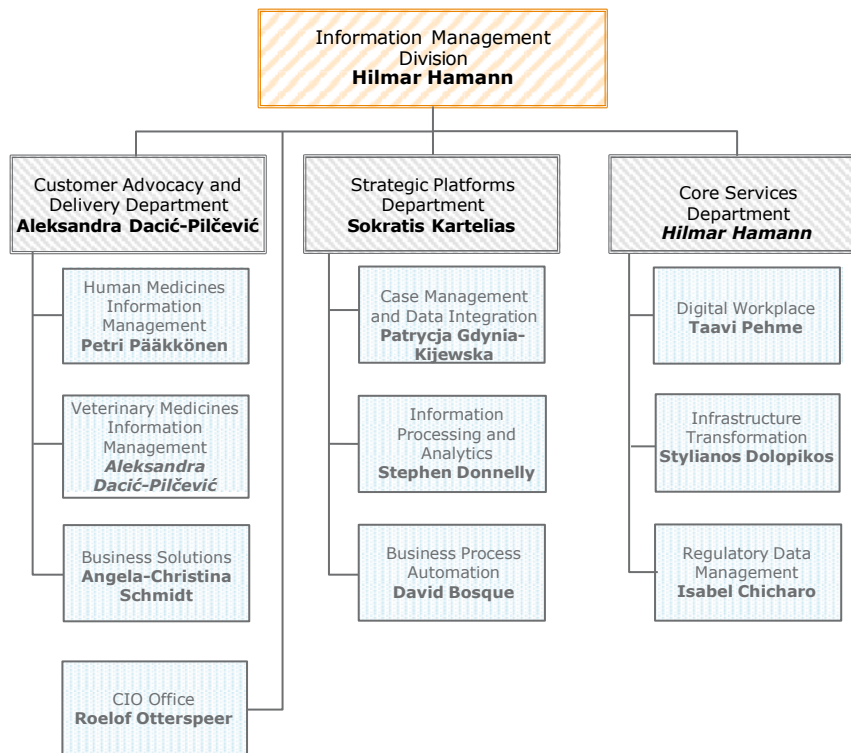 Information Management
Division
Hilmar Hamann
Customer Advocacy and
Delivery Department
Aleksandra Dacić-Pilčević
Human Medicines
Information
Management
Petri Pääkkönen
Veterinary Medicines
Information
Management
Aleksandra
Dacić-Pilčević
Business Solutions
Angela-Christina
Schmidt
CIO Office
Roelof Otterspeer
Strategic Platforms
Department
Sokratis Kartelias
Case Management
and Data Integration
Patrycja Gdynia-
Kijewska
Information
Processing and
Analytics
Stephen Donnelly
Business Process
Automation
David Bosque
Core Services
Department
Hilmar Hamann
Digital Workplace
Taavi Pehme
Infrastructure
Transformation
Stylianos Dolopikos
Regulatory Data
Management
Isabel Chicharo